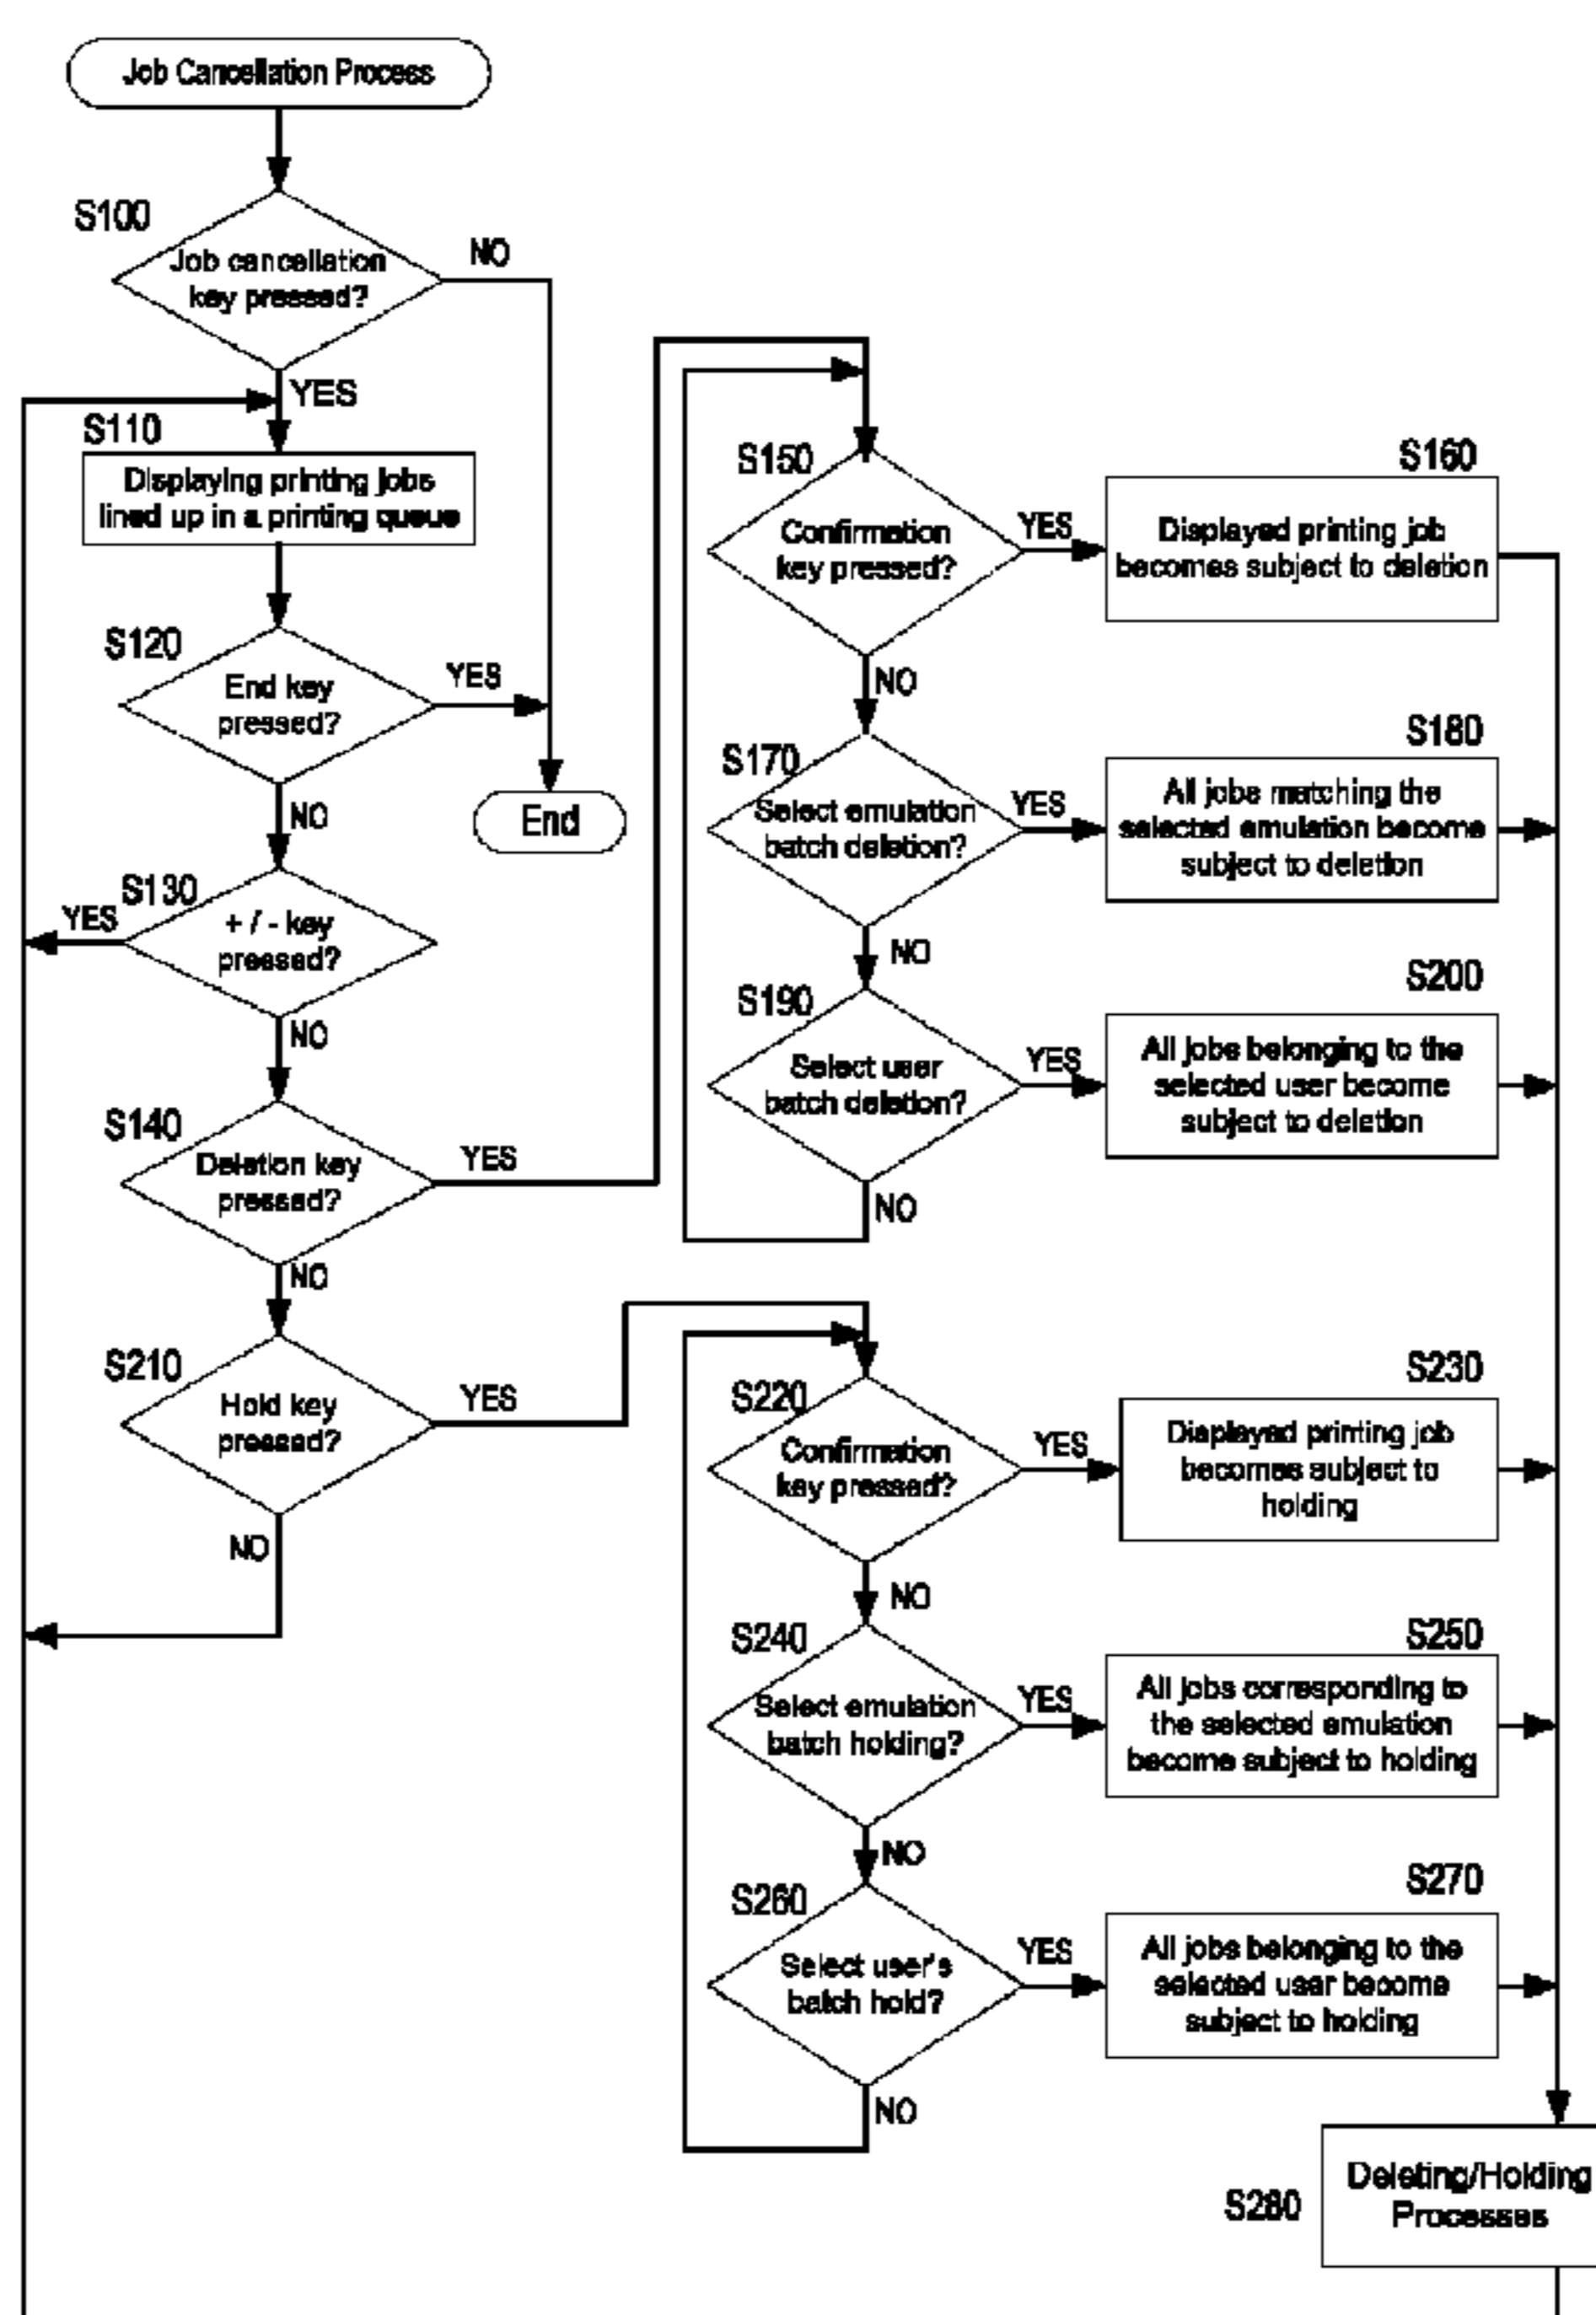 Job Cancellation Process
S100
Job cancellation
key pressed?
NO
YES
S110
Displaying printing jobs
lined up in a printing queue
S120
End key
pressed?
YES
NO
End
S130
+ / - key
pressed?
YES
NO
S140
Deletion key
pressed?
YES
NO
S210
Hold key
pressed?
YES
NO
S150
Confirmation
key pressed?
YES
NO
S160
Displayed printing job
becomes subject to deletion
S170
Select emulation
batch deletion?
YES
NO
S180
All jobs matching the
selected emulation become
subject to deletion
S190
Select user
batch deletion?
YES
NO
S200
All jobs belonging to the
selected user become
subject to deletion
S220
Confirmation
key pressed?
YES
NO
S230
Displayed printing job
becomes subject to
holding
S240
Select emulation
batch holding?
YES
NO
S250
All jobs corresponding to
the selected emulation
become subject to holding
S260
Select user's
batch hold?
YES
NO
S270
All jobs belonging to the
selected user become
subject to holding
S280
Deleting/Holding
Processes